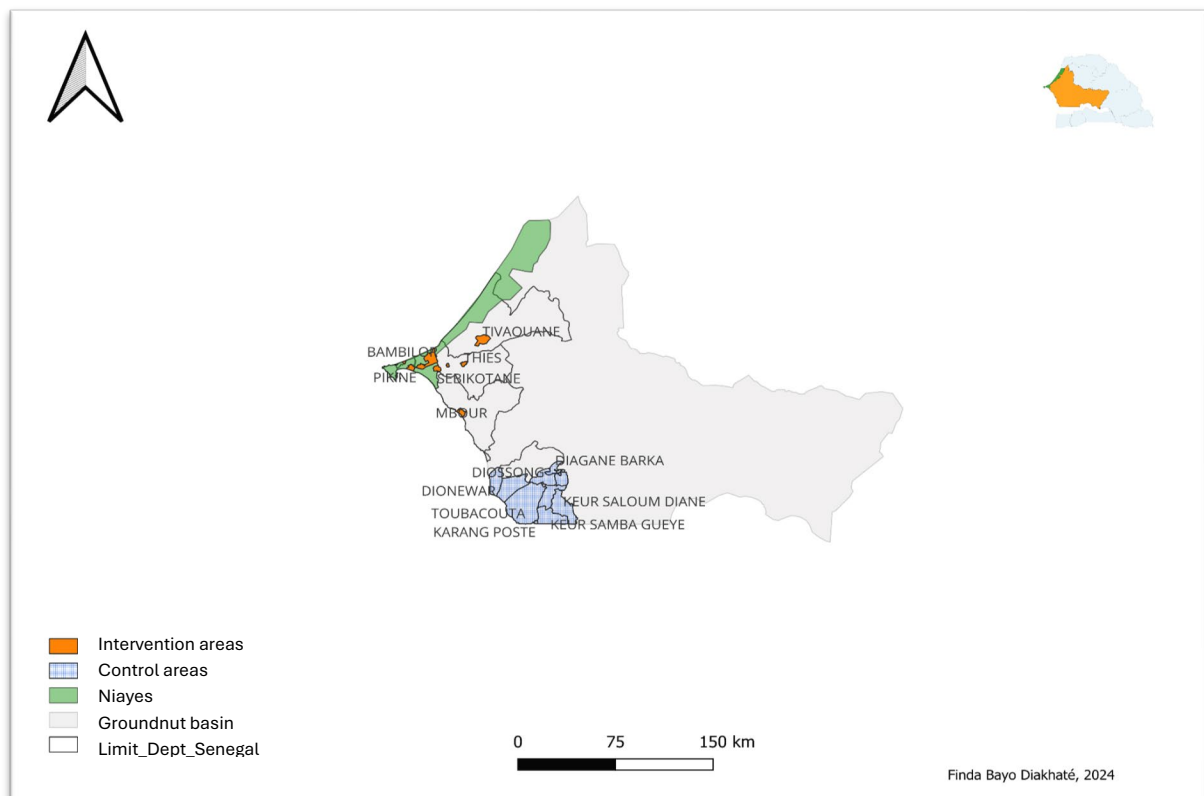 TIVAOUANE
BAMBILOR
THIES
PIKINE
SEBIKOTANE
MBOUR
DIAGANE BARKA
DIOSSONG
DIONEWAR
KEUR SALOUM DIANE
TOUBACOUTA
KEUR SAMBA GUEYE
KARANG POSTE
Intervention areas
Control areas
Niayes
Groundnut basin
Limit_Dept_Senegal
0 75 150 km
Finda Bayo Diakhaté, 2024